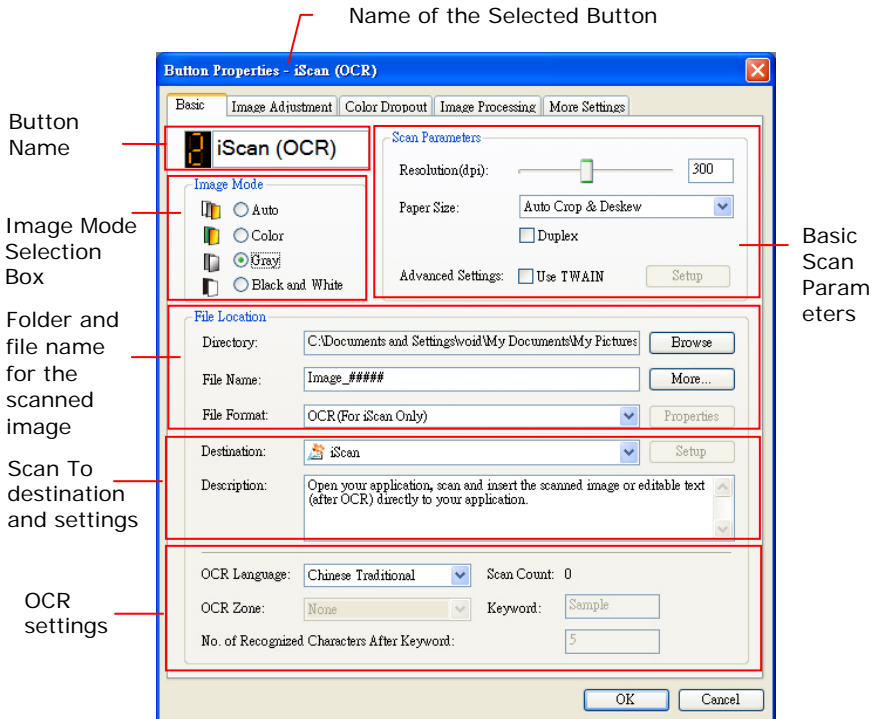 Name of the Selected Button
Button Properties - iScan (OCR)
Basic Image Adjustment Color Dropout Image Processing More Settings
Button
Name
2 iScan (OCR)
Image Mode
Selection
Box
Image Mode
Auto
Color
Gray
Black and White
Scan Parameters
Resolution(dpi): 300
Paper Size: Auto Crop & Deskew
Duplex
Advanced Settings: Use TWAIN Setup
Basic
Scan
Param
eters
Folder and
file name
for the
scanned
image
File Location
Directory: C:\Documents and Settings\void\My Documents\My Pictures Browse
File Name: Image_##### More...
File Format: OCR(For iScan Only) Properties
Scan To
destination
and settings
Destination: iScan Setup
Description: Open your application, scan and insert the scanned image or editable text
(after OCR) directly to your application.
OCR
settings
OCR Language: Chinese Traditional Scan Count: 0
OCR Zone: None Keyword: Sample
No. of Recognized Characters After Keyword: 5
OK Cancel